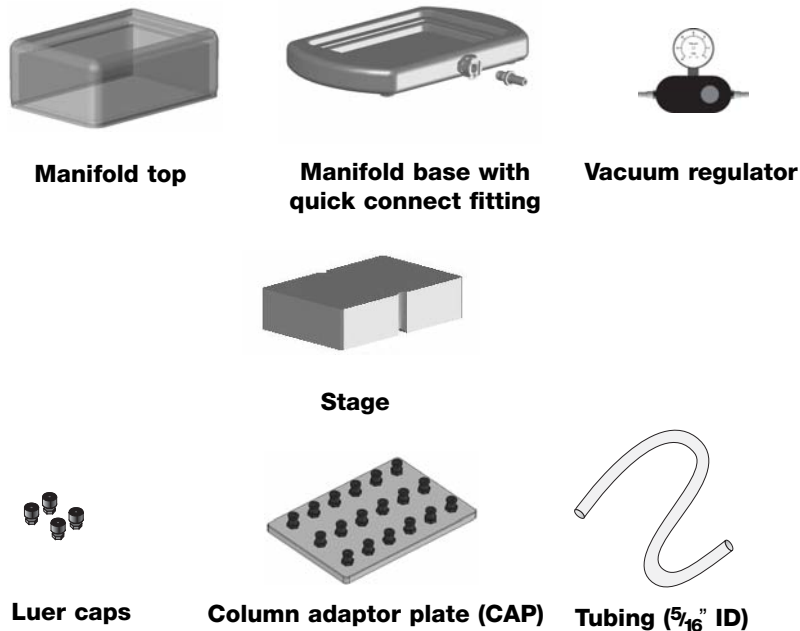 Manifold top
Manifold base with
quick connect fitting
Vacuum regulator
Stage
Luer caps
Column adaptor plate (CAP)
Tubing (5/16” ID)